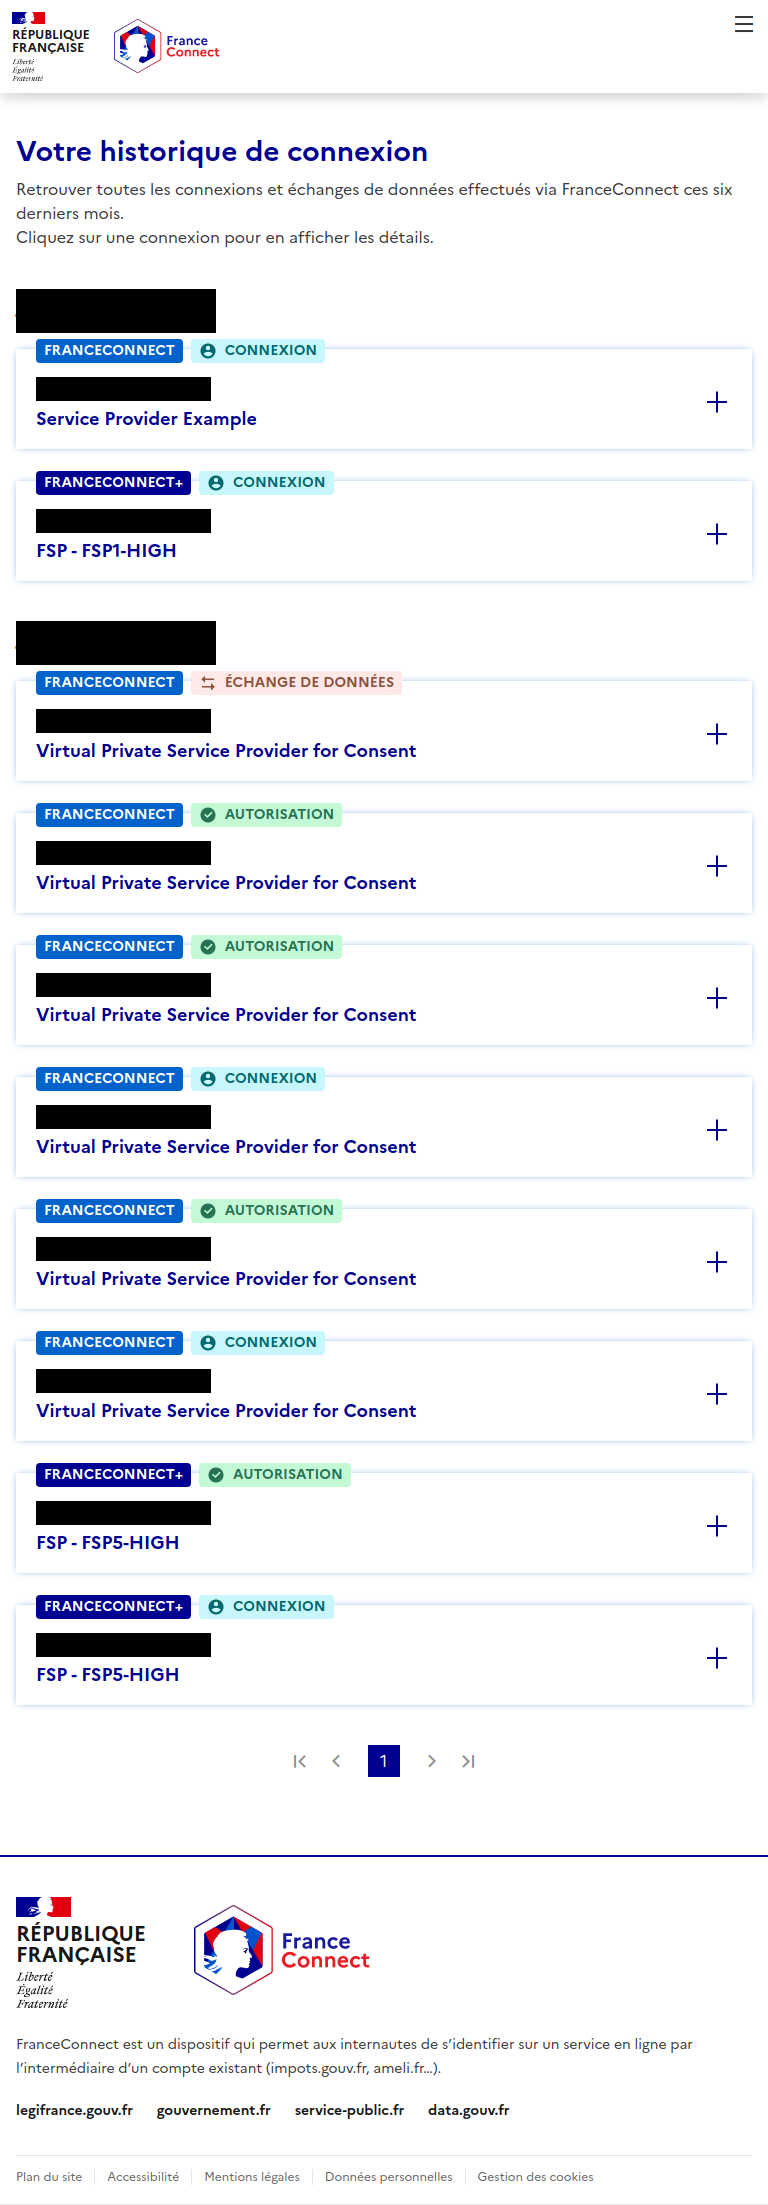 RÉPUBLIQUE
FRANÇAISE
Liberté
Égalité
Fraternité
France
Connect
Votre historique de connexion
Retrouver toutes les connexions et échanges de données effectués via FranceConnect ces six
derniers mois.
Cliquez sur une connexion pour en afficher les détails.
FRANCECONNECT CONNEXION
Service Provider Example
FRANCECONNECT+ CONNEXION
FSP - FSP1-HIGH
FRANCECONNECT ÉCHANGE DE DONNÉES
Virtual Private Service Provider for Consent
FRANCECONNECT AUTORISATION
Virtual Private Service Provider for Consent
FRANCECONNECT AUTORISATION
Virtual Private Service Provider for Consent
FRANCECONNECT CONNEXION
Virtual Private Service Provider for Consent
FRANCECONNECT AUTORISATION
Virtual Private Service Provider for Consent
FRANCECONNECT CONNEXION
Virtual Private Service Provider for Consent
FRANCECONNECT+ AUTORISATION
FSP - FSP5-HIGH
FRANCECONNECT+ CONNEXION
FSP - FSP5-HIGH
1
RÉPUBLIQUE
FRANÇAISE
Liberté
Égalité
Fraternité
France
Connect
FranceConnect est un dispositif qui permet aux internautes de s’identifier sur un service en ligne par
l’intermédiaire d’un compte existant (impots.gouv.fr, ameli.fr…).
legifrance.gouv.fr gouvernement.fr service-public.fr data.gouv.fr
Plan du site Accessibilité Mentions légales Données personnelles Gestion des cookies